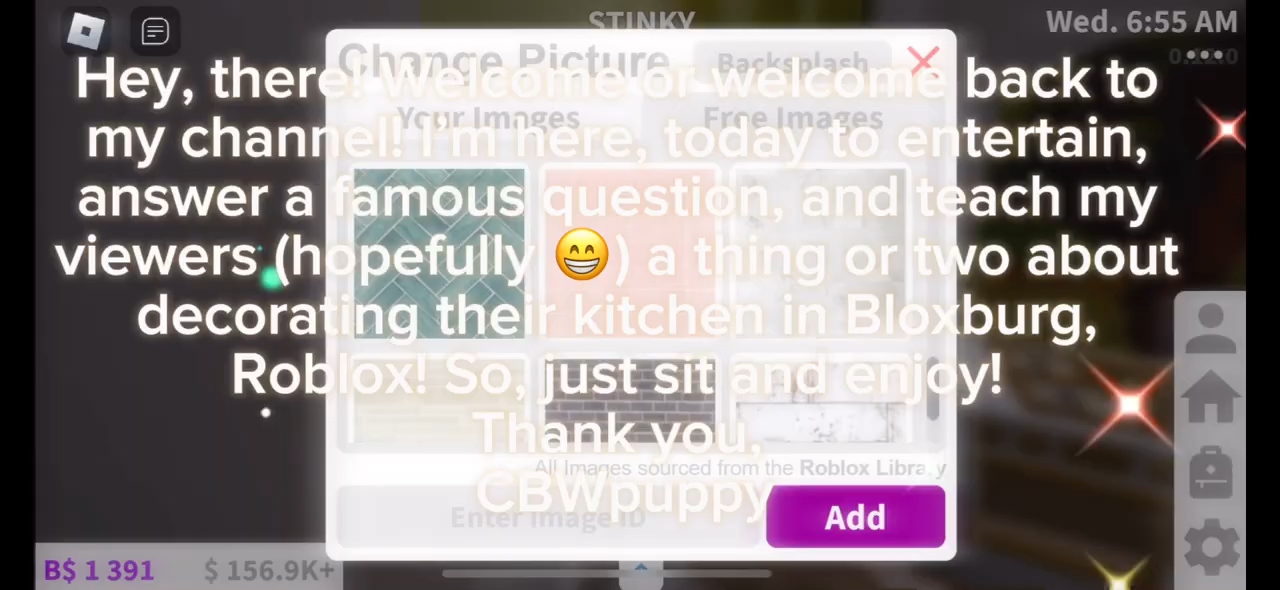 STINKY
Wed. 6:55 AM
Change Picture
Backsplash
Hey, there! Welcome or welcome back to
my channel! I'm here, today to entertain,
answer a famous question, and teach my
viewers (hopefully 😁) a thing or two about
decorating their kitchen in Bloxburg,
Roblox! So, just sit and enjoy!
Thank you,
CBWpuppy
Your Images
Free Images
All Images sourced from the Roblox Library
Enter Image ID
Add
B$ 1 391
$ 156.9K+